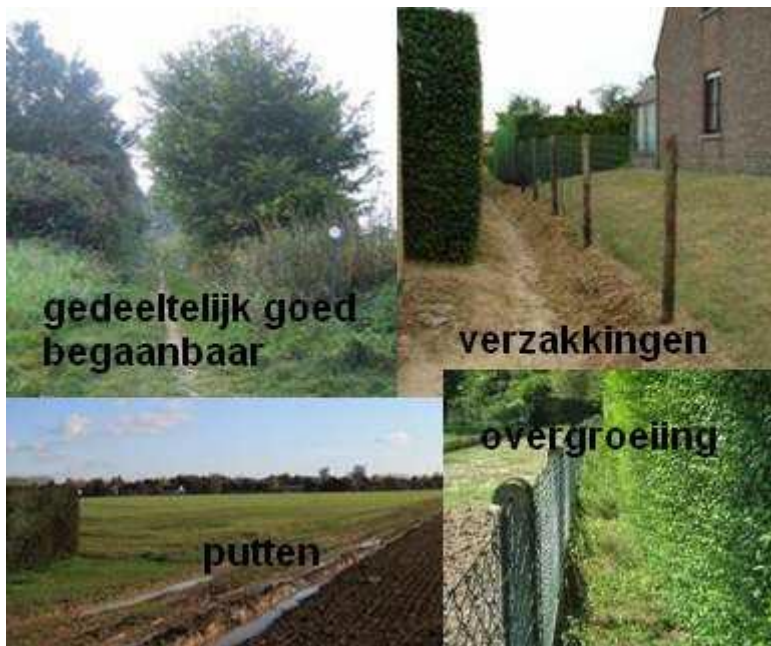 gedeeltelijk goed
begaanbaar
verzakkingen
overgroeiing
putten